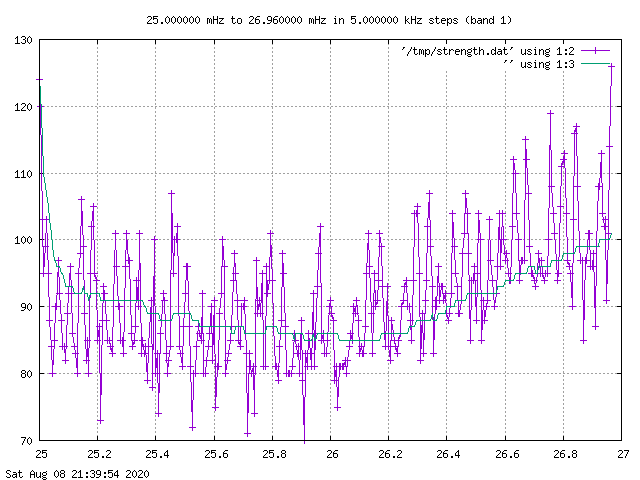 25.000000 mHz to 26.960000 mHz in 5.000000 kHz steps (band 1)
130
'/tmp/strength.dat' using 1:2
'' using 1:3
120
110
100
90
80
70
25 25.2 25.4 25.6 25.8 26 26.2 26.4 26.6 26.8 27
Sat Aug 08 21:39:54 2020